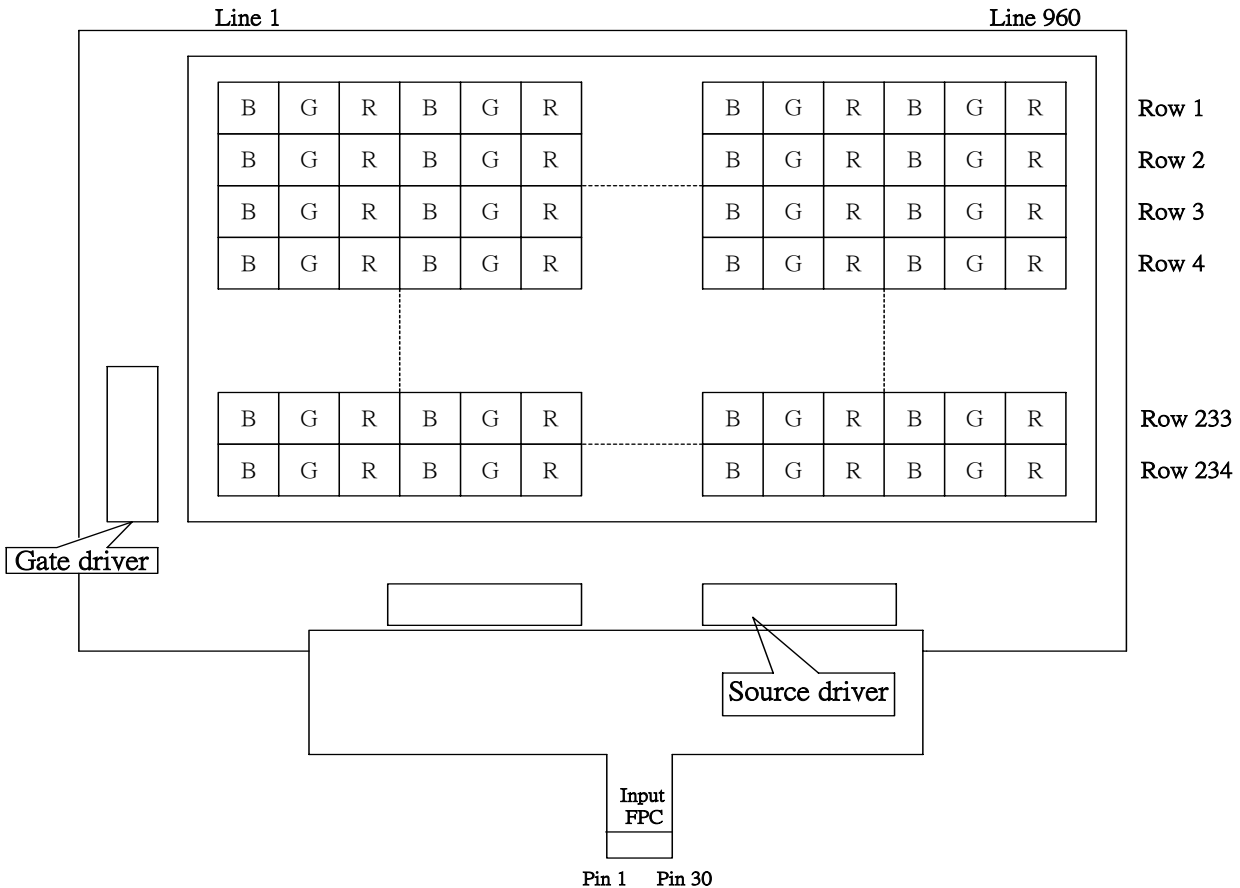 Line 1 Line 960
B G R B G R B G R B G R Row 1
B G R B G R B G R B G R Row 2
B G R B G R B G R B G R Row 3
B G R B G R B G R B G R Row 4
B G R B G R B G R B G R Row 233
B G R B G R B G R B G R Row 234
Gate driver
Source driver
Input
FPC
Pin 1 Pin 30